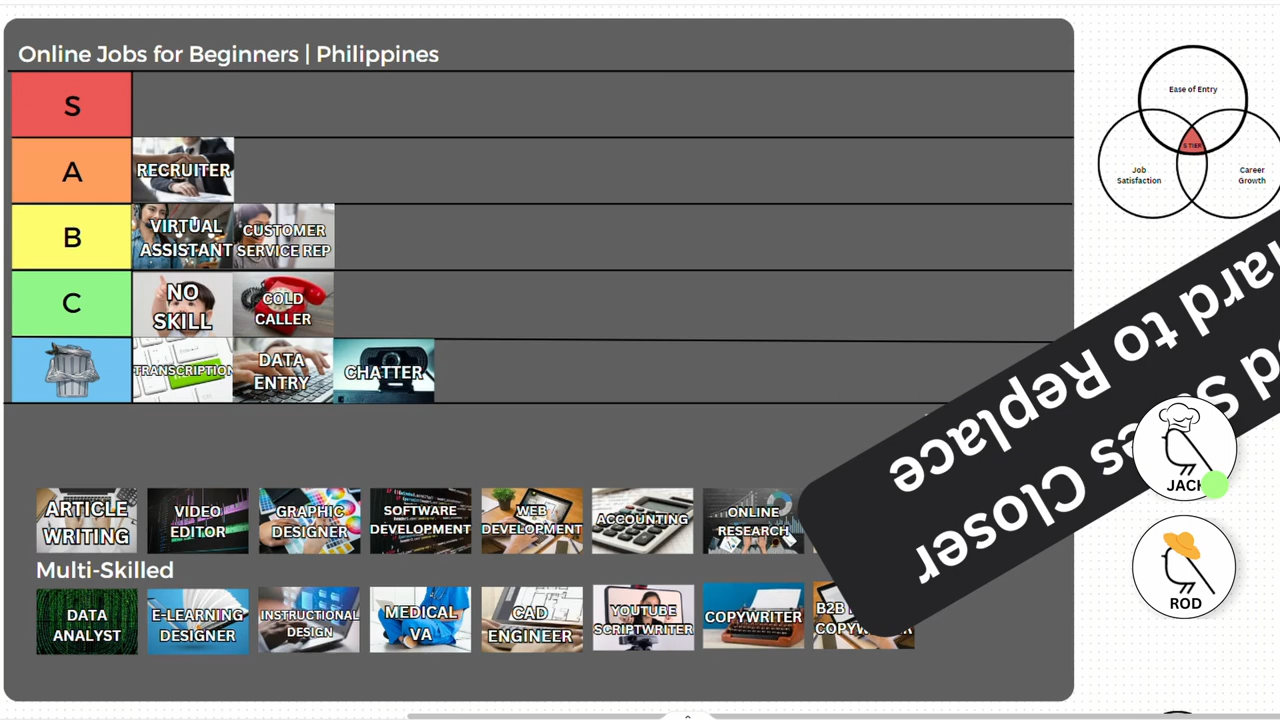 Online Jobs for Beginners | Philippines
S
A
RECRUITER
B
VIRTUAL
ASSISTANT
CUSTOMER
SERVICE REP
C
NO
SKILL
COLD
CALLER
TRANSCRIPTION
DATA
ENTRY
CHATTER
ARTICLE
WRITING
VIDEO
EDITOR
GRAPHIC
DESIGNER
SOFTWARE
DEVELOPMENT
WEB
DEVELOPMENT
ACCOUNTING
ONLINE
RESEARCH
Multi-Skilled
DATA
ANALYST
E-LEARNING
DESIGNER
INSTRUCTIONAL
DESIGN
MEDICAL
VA
CAD
ENGINEER
YOUTUBE
SCRIPTWRITER
COPYWRITER
B2B
Ease of Entry
S TIER
Job
Satisfaction
Career
Growth
Closer
to Replace
JACK
ROD